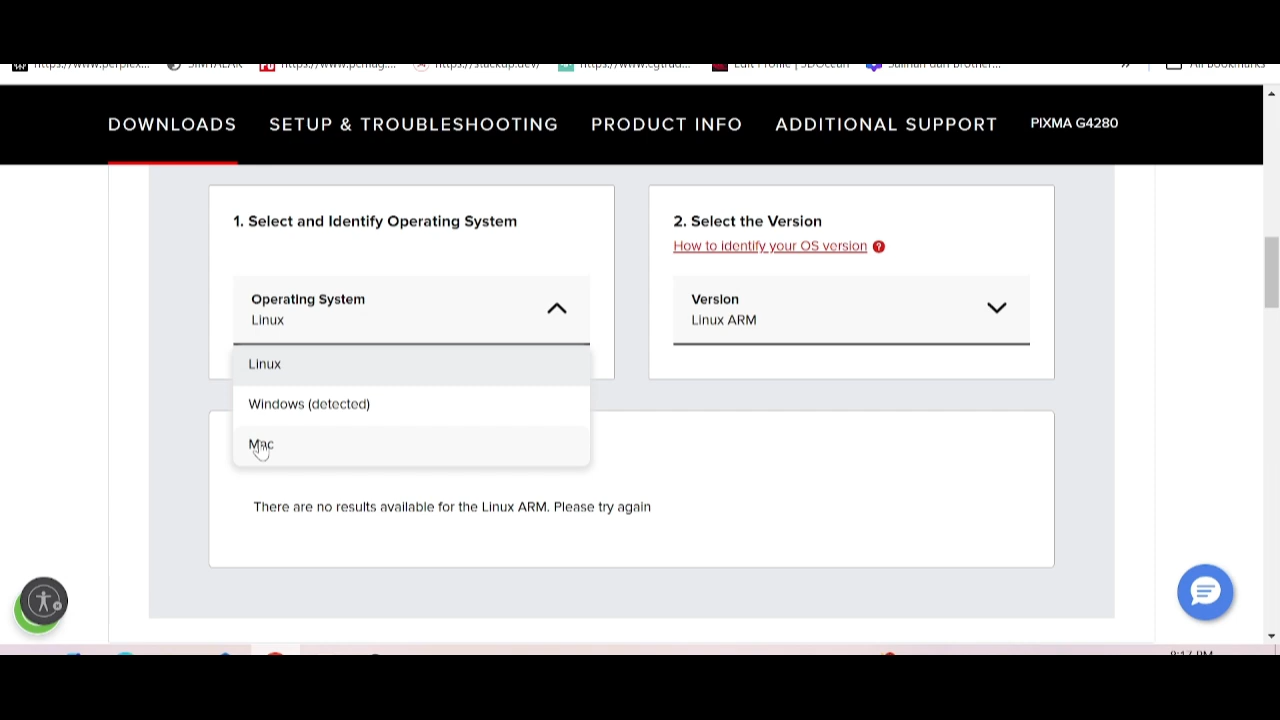 DOWNLOADS SETUP & TROUBLESHOOTING PRODUCT INFO ADDITIONAL SUPPORT PIXMA G4280
1. Select and Identify Operating System
2. Select the Version
How to identify your OS version ?
Operating System
Linux
Version
Linux ARM
Linux
Windows (detected)
Mac
There are no results available for the Linux ARM. Please try again